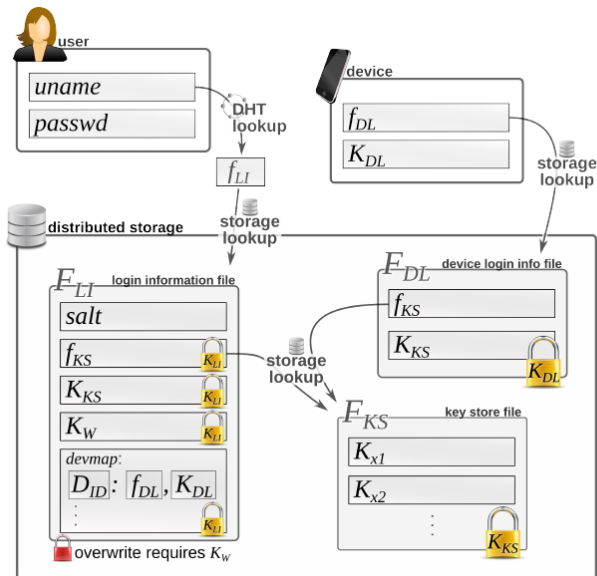 user
uname
passwd
DHT
lookup
f_LI
storage
lookup
device
f_DL
K_DL
storage
lookup
distributed storage
F_LI login information file
salt
f_KS K_LI
K_KS K_LI
K_W K_LI
devmap:
D_ID: f_DL, K_DL
⋮ K_LI
overwrite requires K_W
storage
lookup
F_DL device login info file
f_KS
K_KS
K_DL
F_KS key store file
K_x1
K_x2
⋮
K_KS